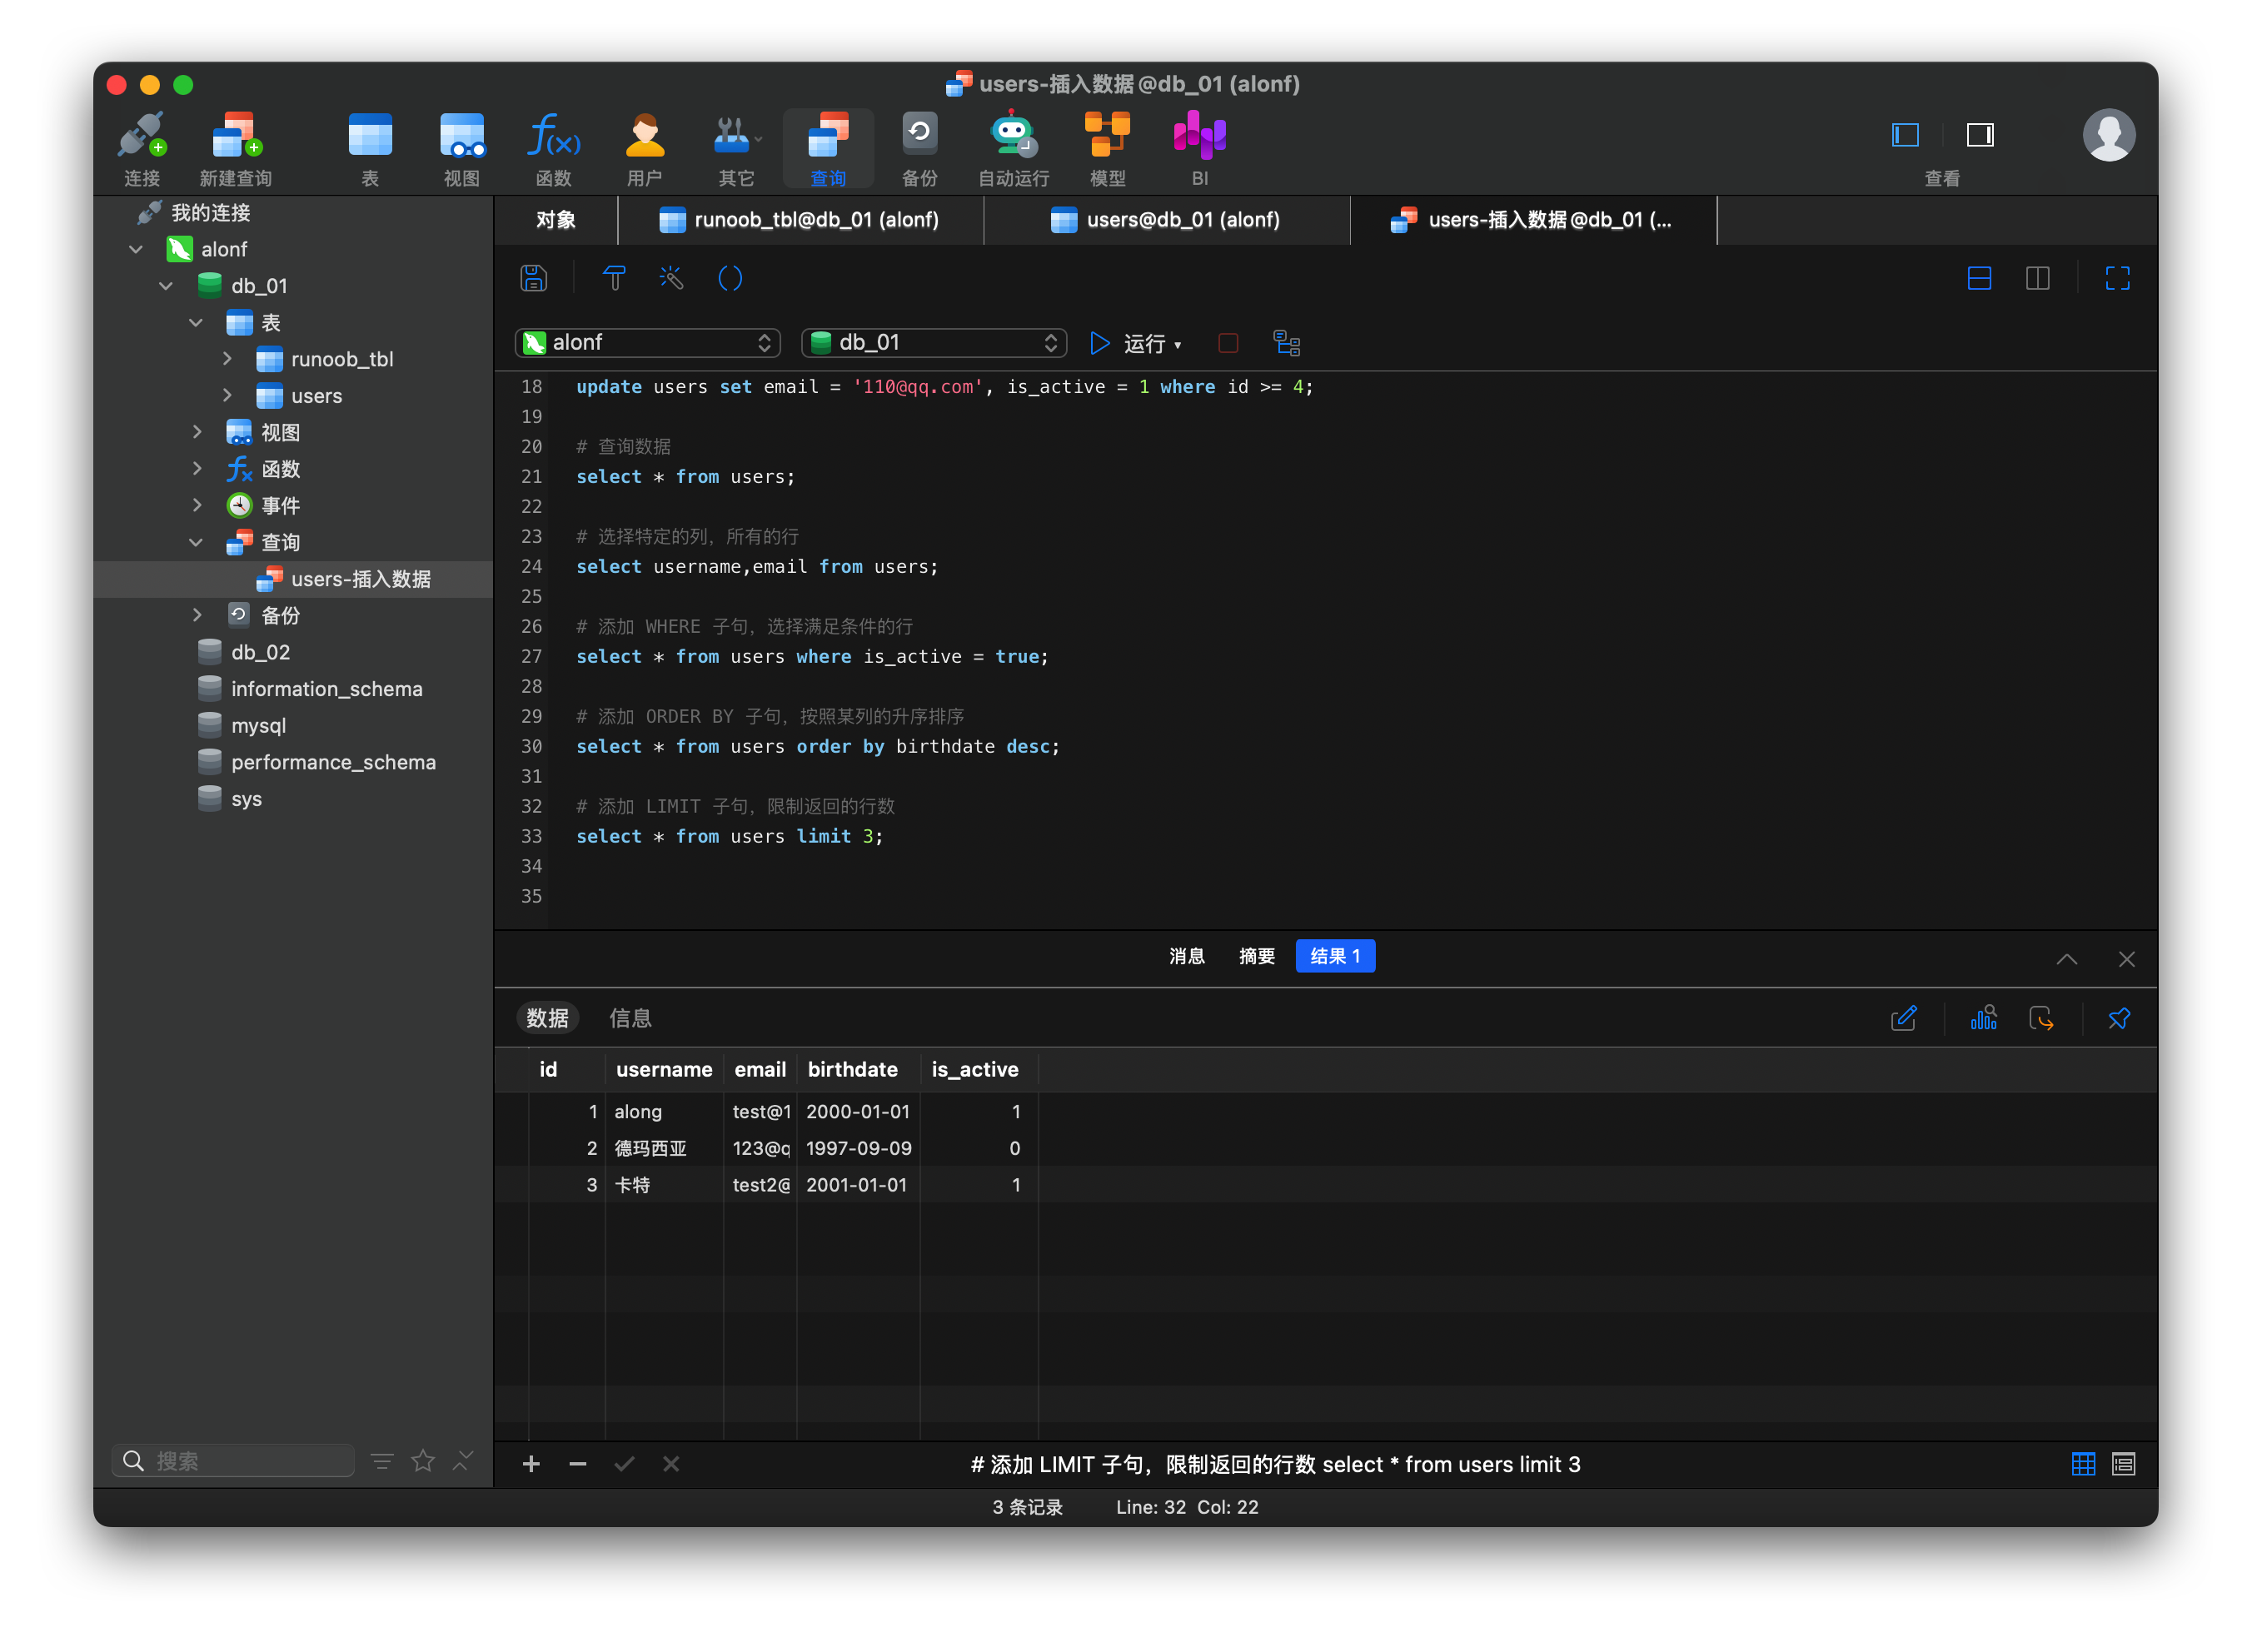 users-插入数据@db_01 (alonf)
连接
新建查询
表
视图
函数
用户
其它
查询
备份
自动运行
模型
BI
查看
我的连接
alonf
db_01
表
runoob_tbl
users
视图
函数
事件
查询
users-插入数据
备份
db_02
information_schema
mysql
performance_schema
sys
搜索
对象
runoob_tbl@db_01 (alonf)
users@db_01 (alonf)
users-插入数据@db_01 (...
alonf
db_01
运行
18 update users set email = '110@qq.com', is_active = 1 where id >= 4;
19
20 # 查询数据
21 select * from users;
22
23 # 选择特定的列，所有的行
24 select username,email from users;
25
26 # 添加 WHERE 子句，选择满足条件的行
27 select * from users where is_active = true;
28
29 # 添加 ORDER BY 子句，按照某列的升序排序
30 select * from users order by birthdate desc;
31
32 # 添加 LIMIT 子句，限制返回的行数
33 select * from users limit 3;
34
35
消息 摘要 结果 1
数据 信息
id username email birthdate is_active
1 along test@1 2000-01-01 1
2 德玛西亚 123@q 1997-09-09 0
3 卡特 test2@ 2001-01-01 1
# 添加 LIMIT 子句，限制返回的行数 select * from users limit 3
3 条记录 Line: 32 Col: 22